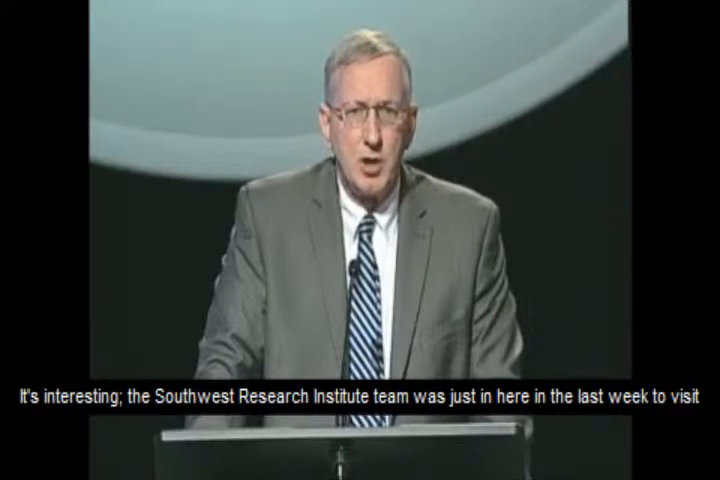 It's interesting; the Southwest Research Institute team was just in here in the last week to visit